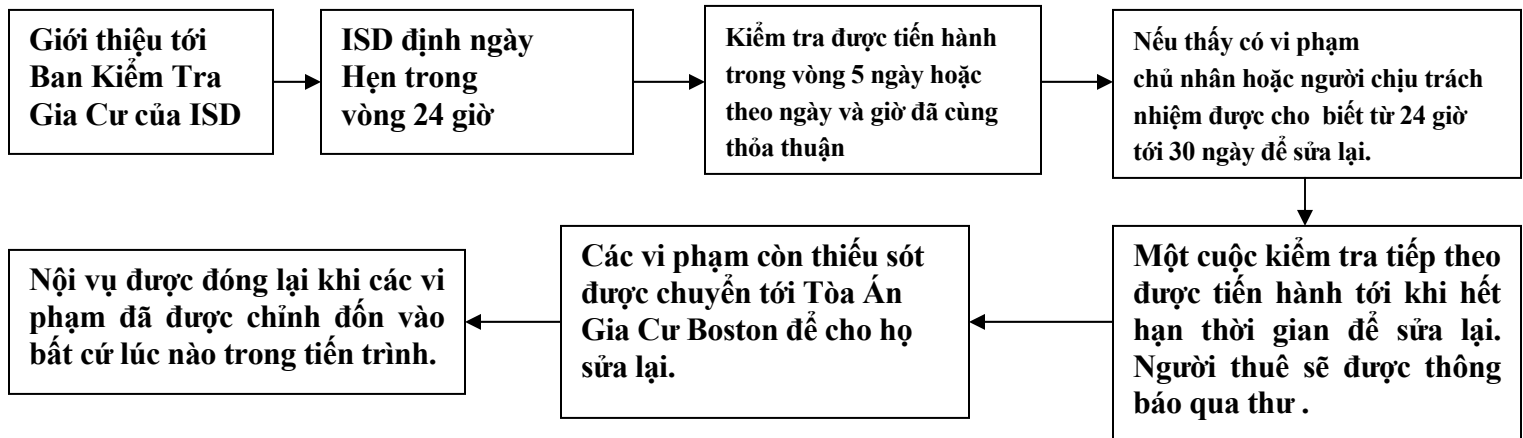 Giới thiệu tới
Ban Kiểm Tra
Gia Cư của ISD
ISD định ngày
Hẹn trong
vòng 24 giờ
Kiểm tra được tiến hành
trong vòng 5 ngày hoặc
theo ngày và giờ đã cùng
thỏa thuận
Nếu thấy có vi phạm
chủ nhân hoặc người chịu trách
nhiệm được cho biết từ 24 giờ
tới 30 ngày để sửa lại.
Một cuộc kiểm tra tiếp theo
được tiến hành tới khi hết
hạn thời gian để sửa lại.
Người thuê sẽ được thông
báo qua thư .
Các vi phạm còn thiếu sót
được chuyển tới Tòa Án
Gia Cư Boston để cho họ
sửa lại.
Nội vụ được đóng lại khi các vi
phạm đã được chỉnh đốn vào
bất cứ lúc nào trong tiến trình.